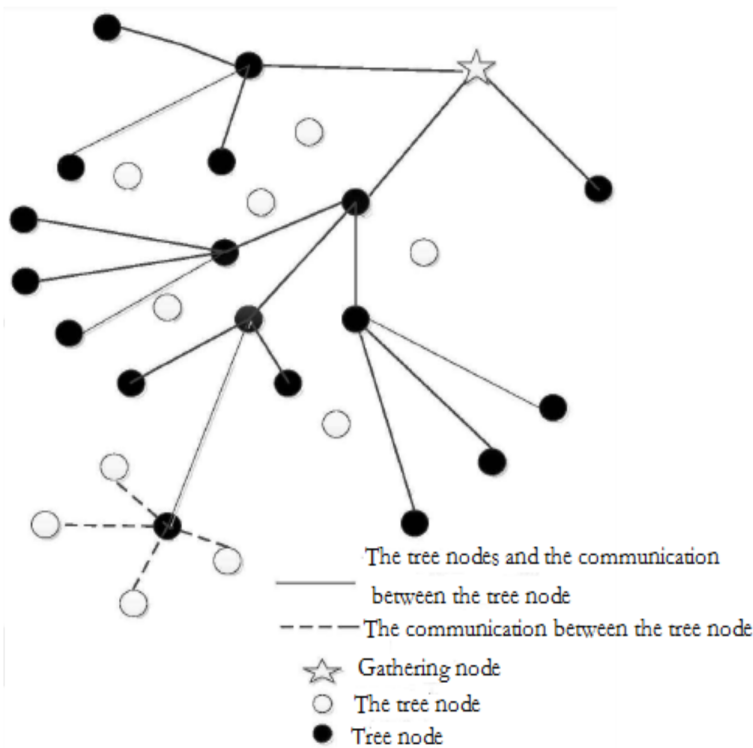 The tree nodes and the communication
between the tree node
The communication between the tree node
Gathering node
The tree node
Tree node